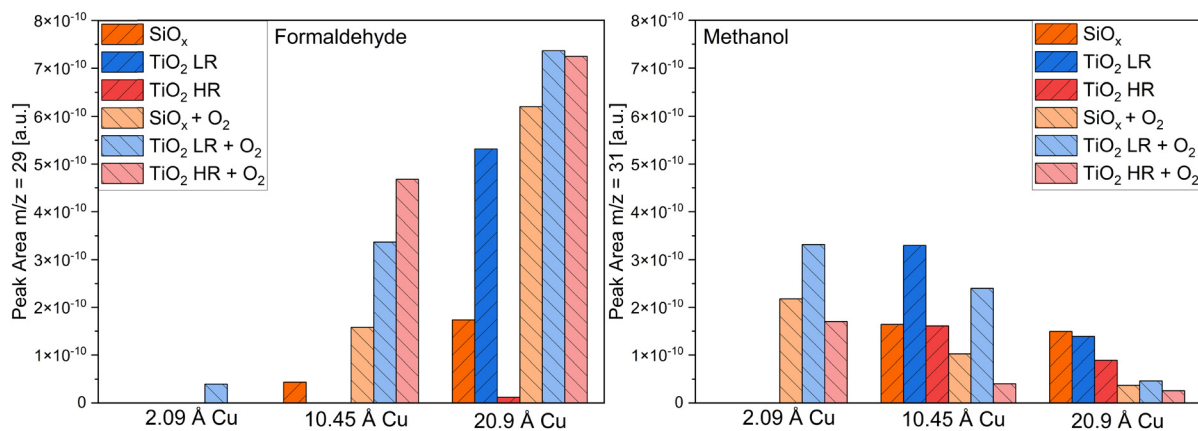 Formaldehyde
Peak Area m/z = 29 [a.u.]
8×10⁻¹⁰
7×10⁻¹⁰
6×10⁻¹⁰
5×10⁻¹⁰
4×10⁻¹⁰
3×10⁻¹⁰
2×10⁻¹⁰
1×10⁻¹⁰
0
SiOₓ
TiO₂ LR
TiO₂ HR
SiOₓ + O₂
TiO₂ LR + O₂
TiO₂ HR + O₂
2.09 Å Cu
10.45 Å Cu
20.9 Å Cu
Methanol
Peak Area m/z = 31 [a.u.]
8×10⁻¹⁰
7×10⁻¹⁰
6×10⁻¹⁰
5×10⁻¹⁰
4×10⁻¹⁰
3×10⁻¹⁰
2×10⁻¹⁰
1×10⁻¹⁰
0
SiOₓ
TiO₂ LR
TiO₂ HR
SiOₓ + O₂
TiO₂ LR + O₂
TiO₂ HR + O₂
2.09 Å Cu
10.45 Å Cu
20.9 Å Cu